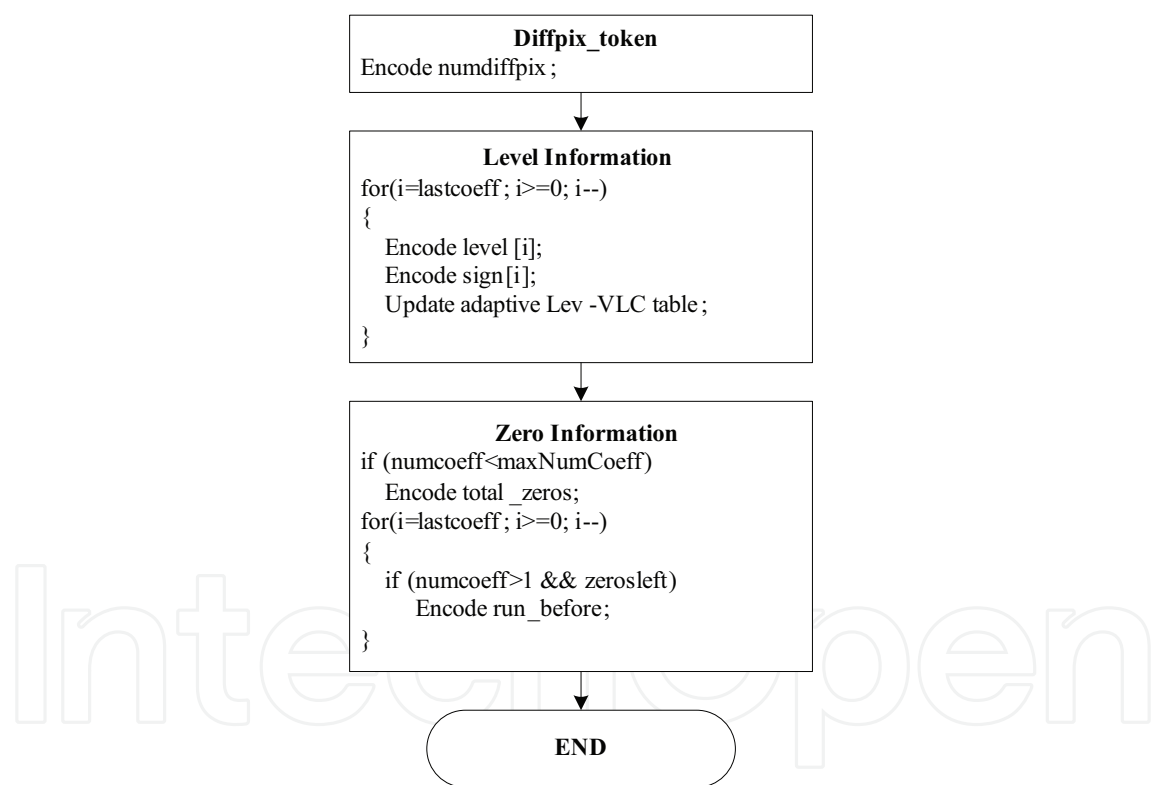 Diffpix_token
Encode numdiffpix ;
Level Information
for(i=lastcoeff ; i>=0; i--)
{
Encode level [i];
Encode sign[i];
Update adaptive Lev -VLC table ;
}
Zero Information
if (numcoeff<maxNumCoeff)
Encode total _zeros;
for(i=lastcoeff ; i>=0; i--)
{
if (numcoeff>1 && zerosleft)
Encode run_before;
}
IntechOpen
END